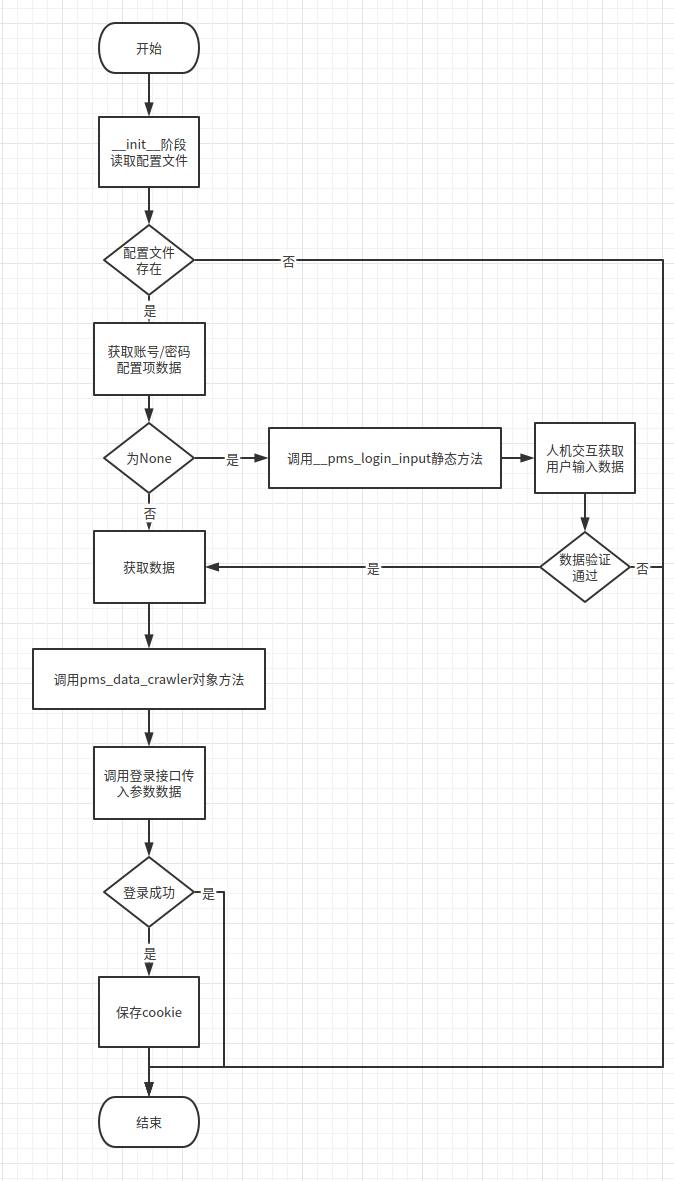 开始
__init__阶段
读取配置文件
配置文件
存在
否
是
获取账号/密码
配置项数据
为None
是
调用__pms_login_input静态方法
人机交互获取
用户输入数据
否
获取数据
是
数据验证
通过
否
调用pms_data_crawler对象方法
调用登录接口传
入参数数据
登录成功
是
是
保存cookie
结束